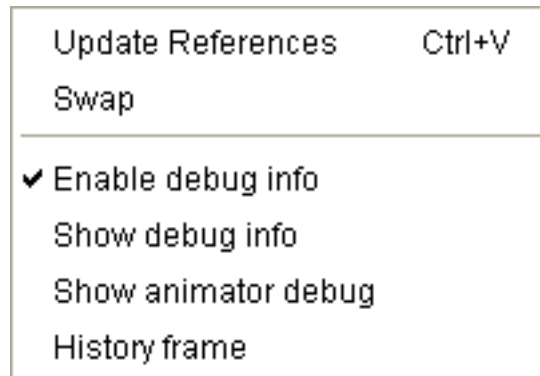 Update References Ctrl+V
Swap
Enable debug info
Show debug info
Show animator debug
History frame